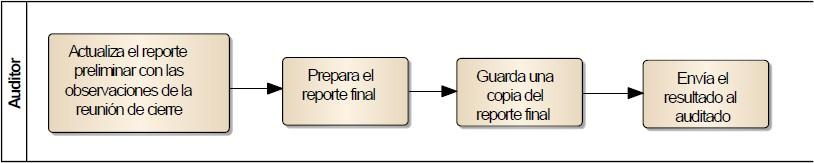 Auditor
Actualiza el reporte
preliminar con las
observaciones de la
reunión de cierre
Prepara el
reporte final
Guarda una
copia del
reporte final
Envía el
resultado al
auditado